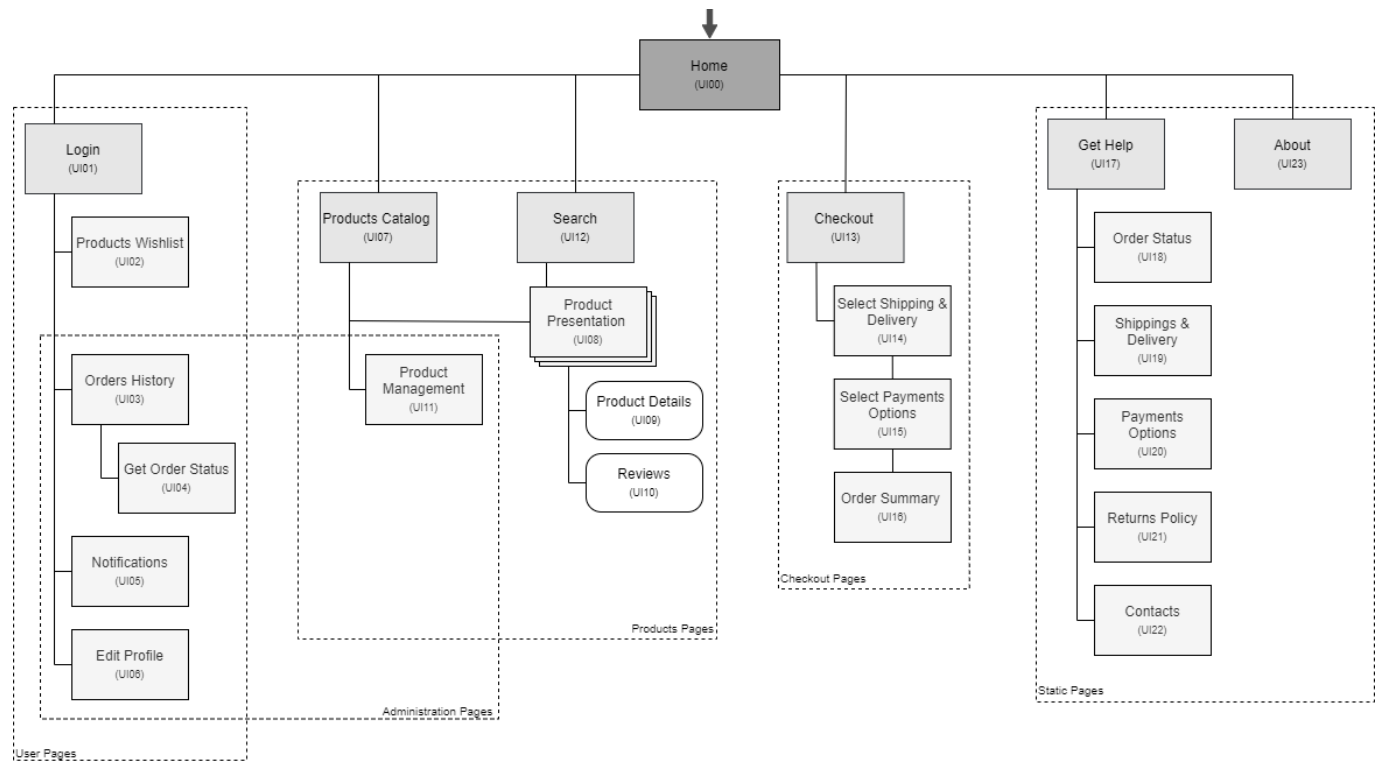 Home
(UI00)
Login
(UI01)
Products Wishlist
(UI02)
Orders History
(UI03)
Get Order Status
(UI04)
Notifications
(UI05)
Edit Profile
(UI06)
User Pages
Administration Pages
Products Catalog
(UI07)
Search
(UI12)
Product
Presentation
(UI08)
Product
Management
(UI11)
Product Details
(UI09)
Reviews
(UI10)
Products Pages
Checkout
(UI13)
Select Shipping &
Delivery
(UI14)
Select Payments
Options
(UI15)
Order Summary
(UI16)
Checkout Pages
Get Help
(UI17)
About
(UI23)
Order Status
(UI18)
Shippings &
Delivery
(UI19)
Payments
Options
(UI20)
Returns Policy
(UI21)
Contacts
(UI22)
Static Pages